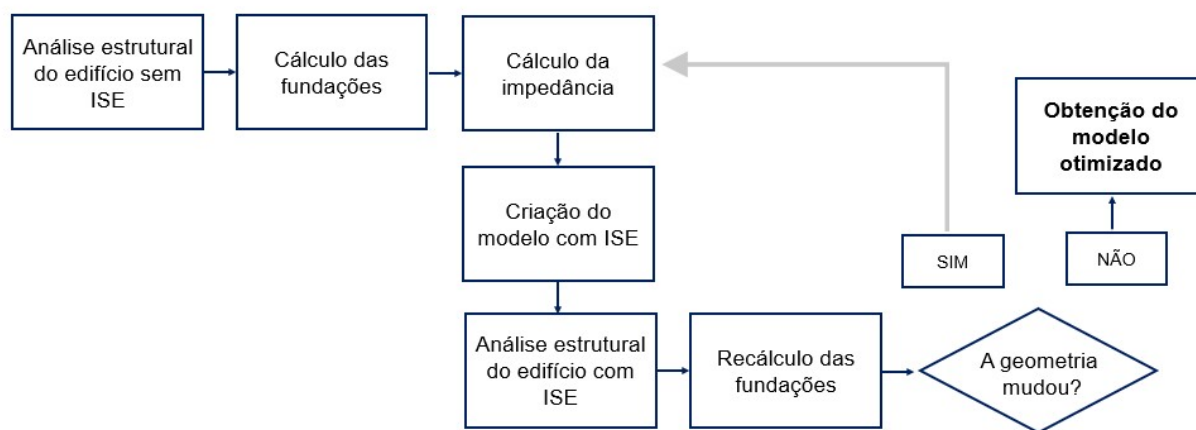 Análise estrutural
do edifício sem
ISE
Cálculo das
fundações
Cálculo da
impedância
Obtenção do
modelo
otimizado
Criação do
modelo com ISE
SIM
NÃO
Análise estrutural
do edifício com
ISE
Recálculo das
fundações
A geometria
mudou?